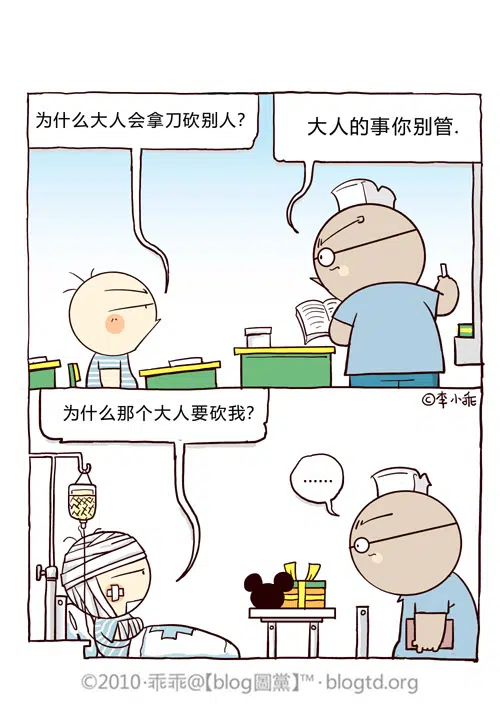 为什么大人会拿刀砍别人?
大人的事你别管.
©李小乖
为什么那个大人要砍我?
……
©2010·乖乖@【blog圖黨】™·blogtd.org